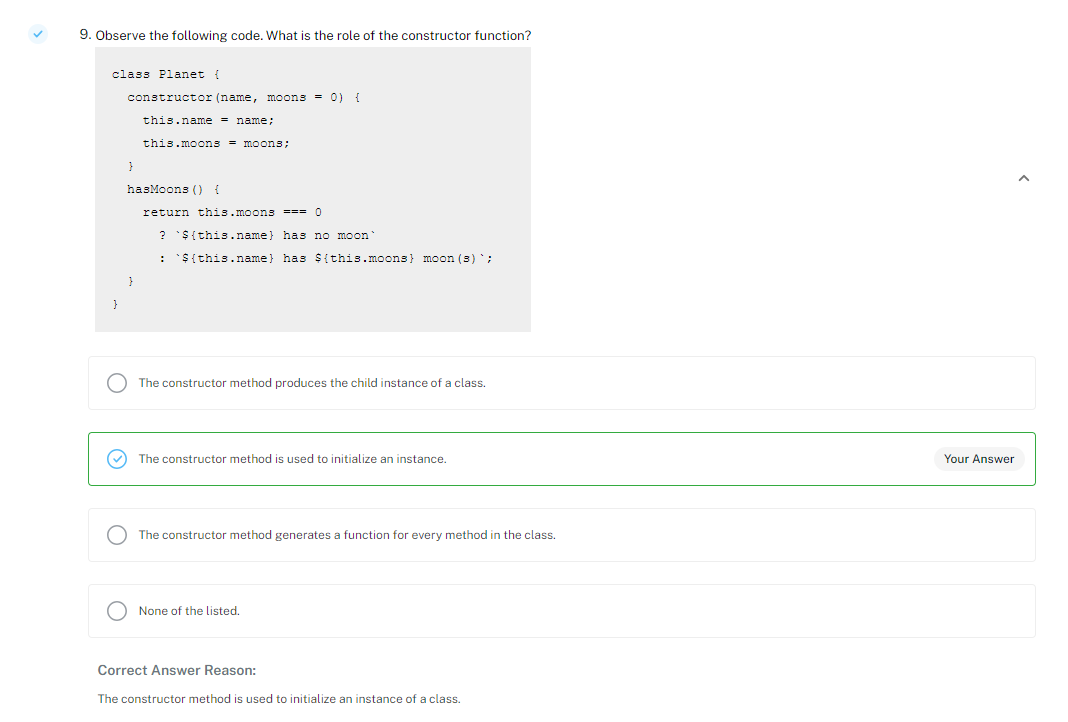 9. Observe the following code. What is the role of the constructor function?
class Planet {
constructor(name, moons = 0) {
this.name = name;
this.moons = moons;
}
hasMoons() {
return this.moons === 0
? `${this.name} has no moon`
: `${this.name} has ${this.moons} moon(s)`;
}
}
The constructor method produces the child instance of a class.
The constructor method is used to initialize an instance. Your Answer
The constructor method generates a function for every method in the class.
None of the listed.
Correct Answer Reason:
The constructor method is used to initialize an instance of a class.